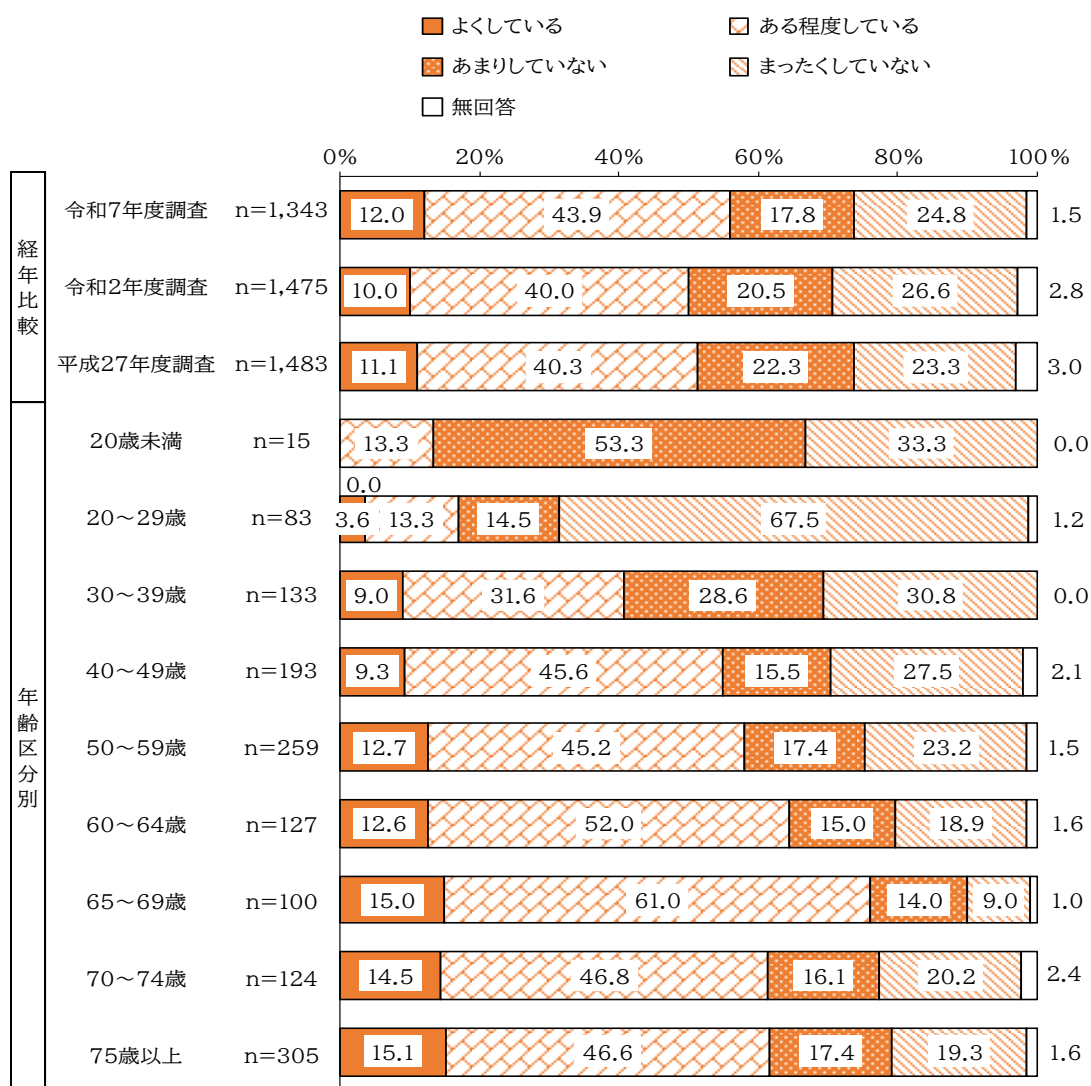 よくしている ある程度している
あまりしていない まったくしていない
無回答
0% 20% 40% 60% 80% 100%
経年比較
令和7年度調査 n=1,343 12.0 43.9 17.8 24.8 1.5
令和2年度調査 n=1,475 10.0 40.0 20.5 26.6 2.8
平成27年度調査 n=1,483 11.1 40.3 22.3 23.3 3.0
年齢区分別
20歳未満 n=15 13.3 53.3 33.3 0.0
0.0
20～29歳 n=83 3.6 13.3 14.5 67.5 1.2
30～39歳 n=133 9.0 31.6 28.6 30.8 0.0
40～49歳 n=193 9.3 45.6 15.5 27.5 2.1
50～59歳 n=259 12.7 45.2 17.4 23.2 1.5
60～64歳 n=127 12.6 52.0 15.0 18.9 1.6
65～69歳 n=100 15.0 61.0 14.0 9.0 1.0
70～74歳 n=124 14.5 46.8 16.1 20.2 2.4
75歳以上 n=305 15.1 46.6 17.4 19.3 1.6